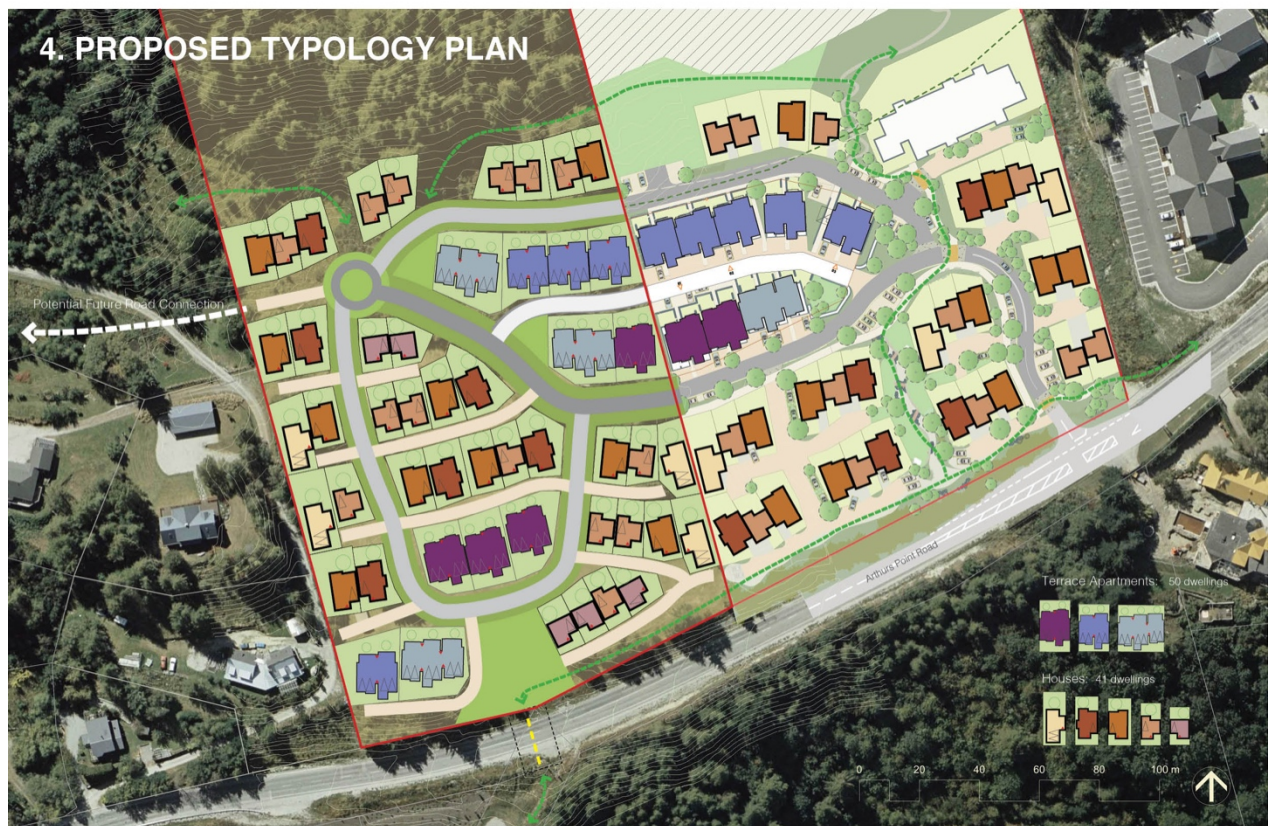 4. PROPOSED TYPOLOGY PLAN
Potential Future Road Connection
Arthurs Point Road
Terrace Apartments: 50 dwellings
Houses: 41 dwellings
0 20 40 60 80 100 m